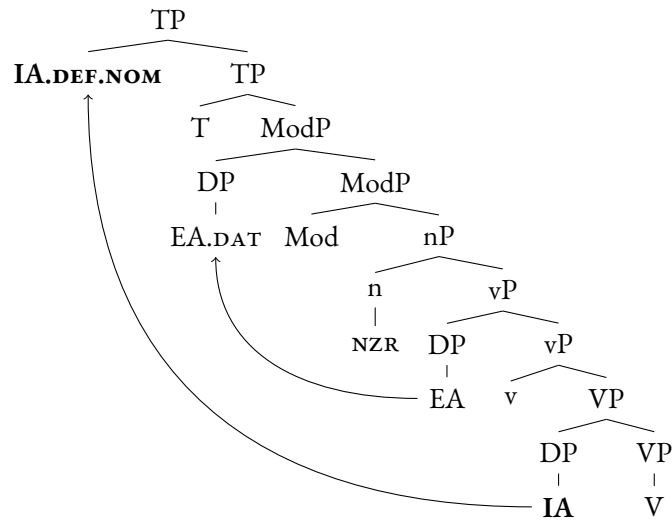 TP
IA.DEF.NOM TP
T ModP
DP ModP
EA.DAT Mod nP
n vP
NZR DP vP
EA v VP
DP VP
IA V